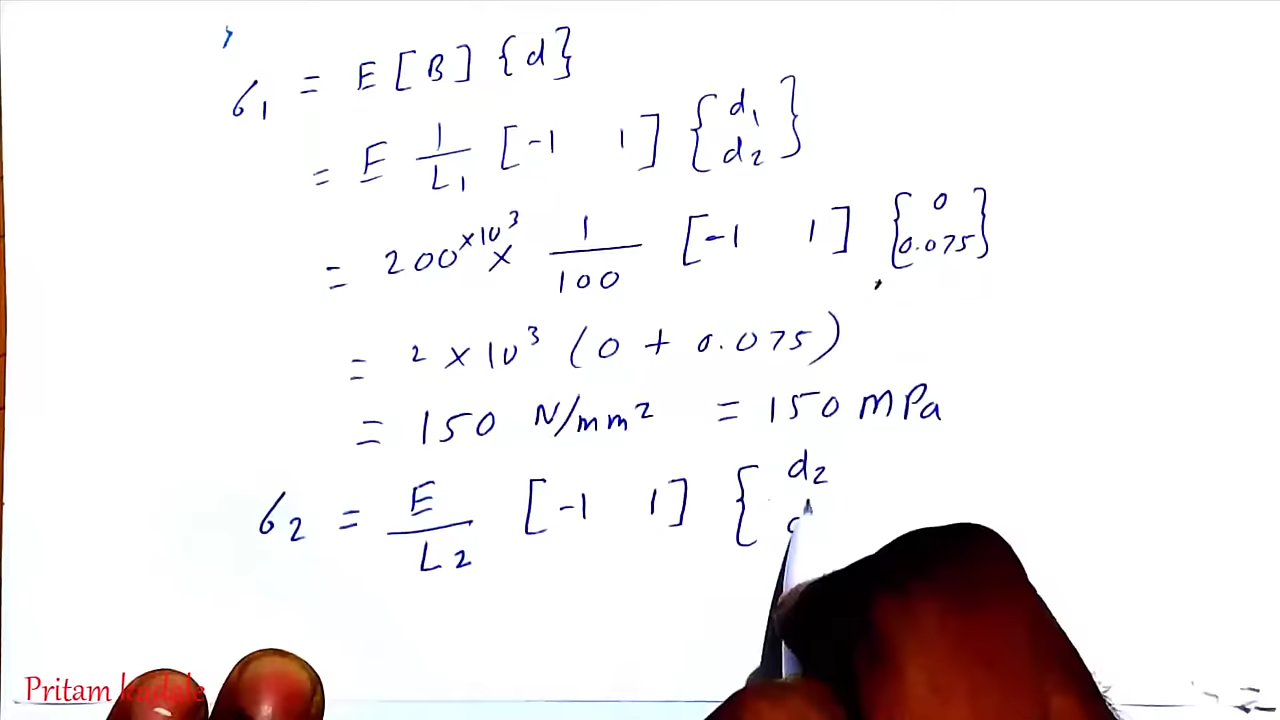 σ1 = E [B] {d}
= E 1/L1 [-1 1] {d1 d2}
= 200×10³ × 1/100 [-1 1] {0 0.075}
= 2 × 10³ (0 + 0.075)
= 150 N/mm² = 150 MPa
σ2 = E/L2 [-1 1] { d2
Pritam